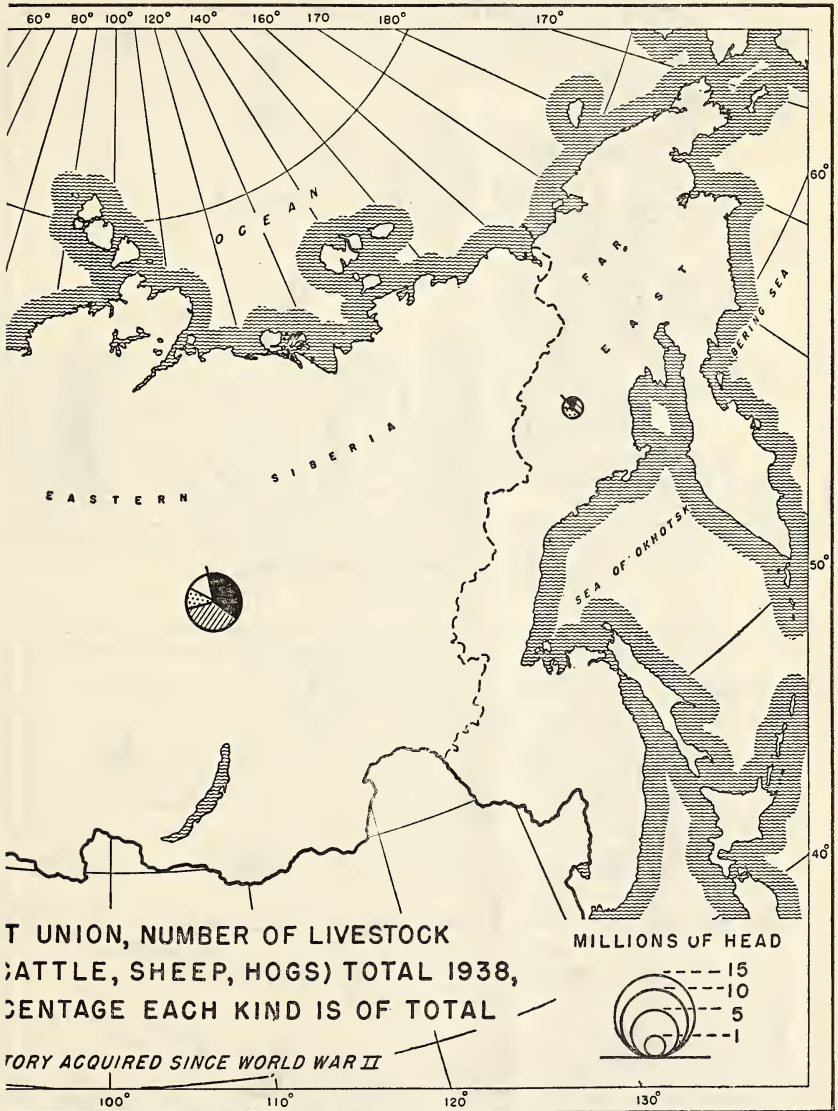 60° 80° 100° 120° 140° 160° 170 180° 170°
60°
OCEAN
FAR
EAST
BERING SEA
SIBERIA
EASTERN
SEA OF OKHOTSK
50°
40°
T UNION, NUMBER OF LIVESTOCK
CATTLE, SHEEP, HOGS) TOTAL 1938,
CENTAGE EACH KIND IS OF TOTAL
TORY ACQUIRED SINCE WORLD WAR II
MILLIONS OF HEAD
15
10
5
1
100° 110° 120° 130°